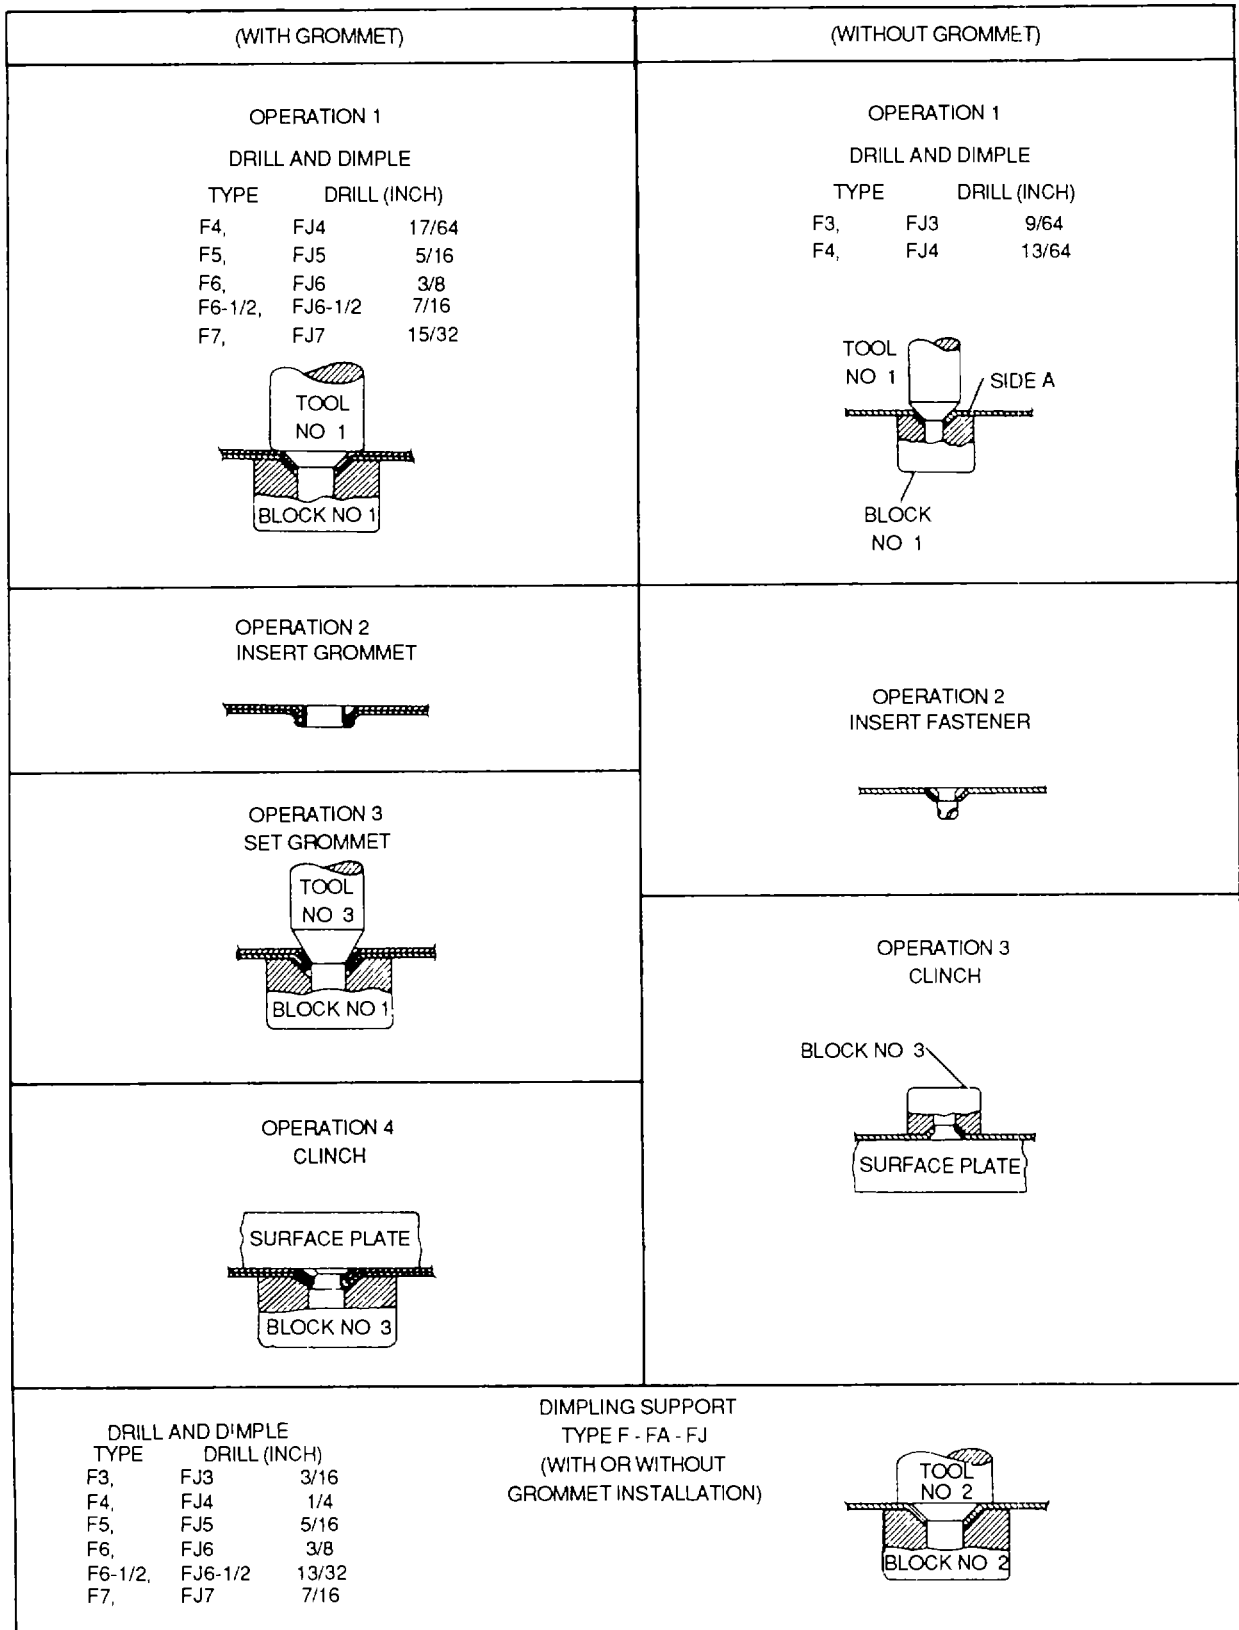 (WITH GROMMET)
OPERATION 1
DRILL AND DIMPLE
TYPE DRILL (INCH)
F4, FJ4 17/64
F5, FJ5 5/16
F6, FJ6 3/8
F6-1/2, FJ6-1/2 7/16
F7, FJ7 15/32
TOOL
NO 1
BLOCK NO 1
OPERATION 2
INSERT GROMMET
OPERATION 3
SET GROMMET
TOOL
NO 3
BLOCK NO 1
OPERATION 4
CLINCH
SURFACE PLATE
BLOCK NO 3
(WITHOUT GROMMET)
OPERATION 1
DRILL AND DIMPLE
TYPE DRILL (INCH)
F3, FJ3 9/64
F4, FJ4 13/64
TOOL
NO 1
SIDE A
BLOCK
NO 1
OPERATION 2
INSERT FASTENER
OPERATION 3
CLINCH
BLOCK NO 3
SURFACE PLATE
DRILL AND DIMPLE
TYPE DRILL (INCH)
F3, FJ3 3/16
F4, FJ4 1/4
F5, FJ5 5/16
F6, FJ6 3/8
F6-1/2, FJ6-1/2 13/32
F7, FJ7 7/16
DIMPLING SUPPORT
TYPE F - FA - FJ
(WITH OR WITHOUT
GROMMET INSTALLATION)
TOOL
NO 2
BLOCK NO 2